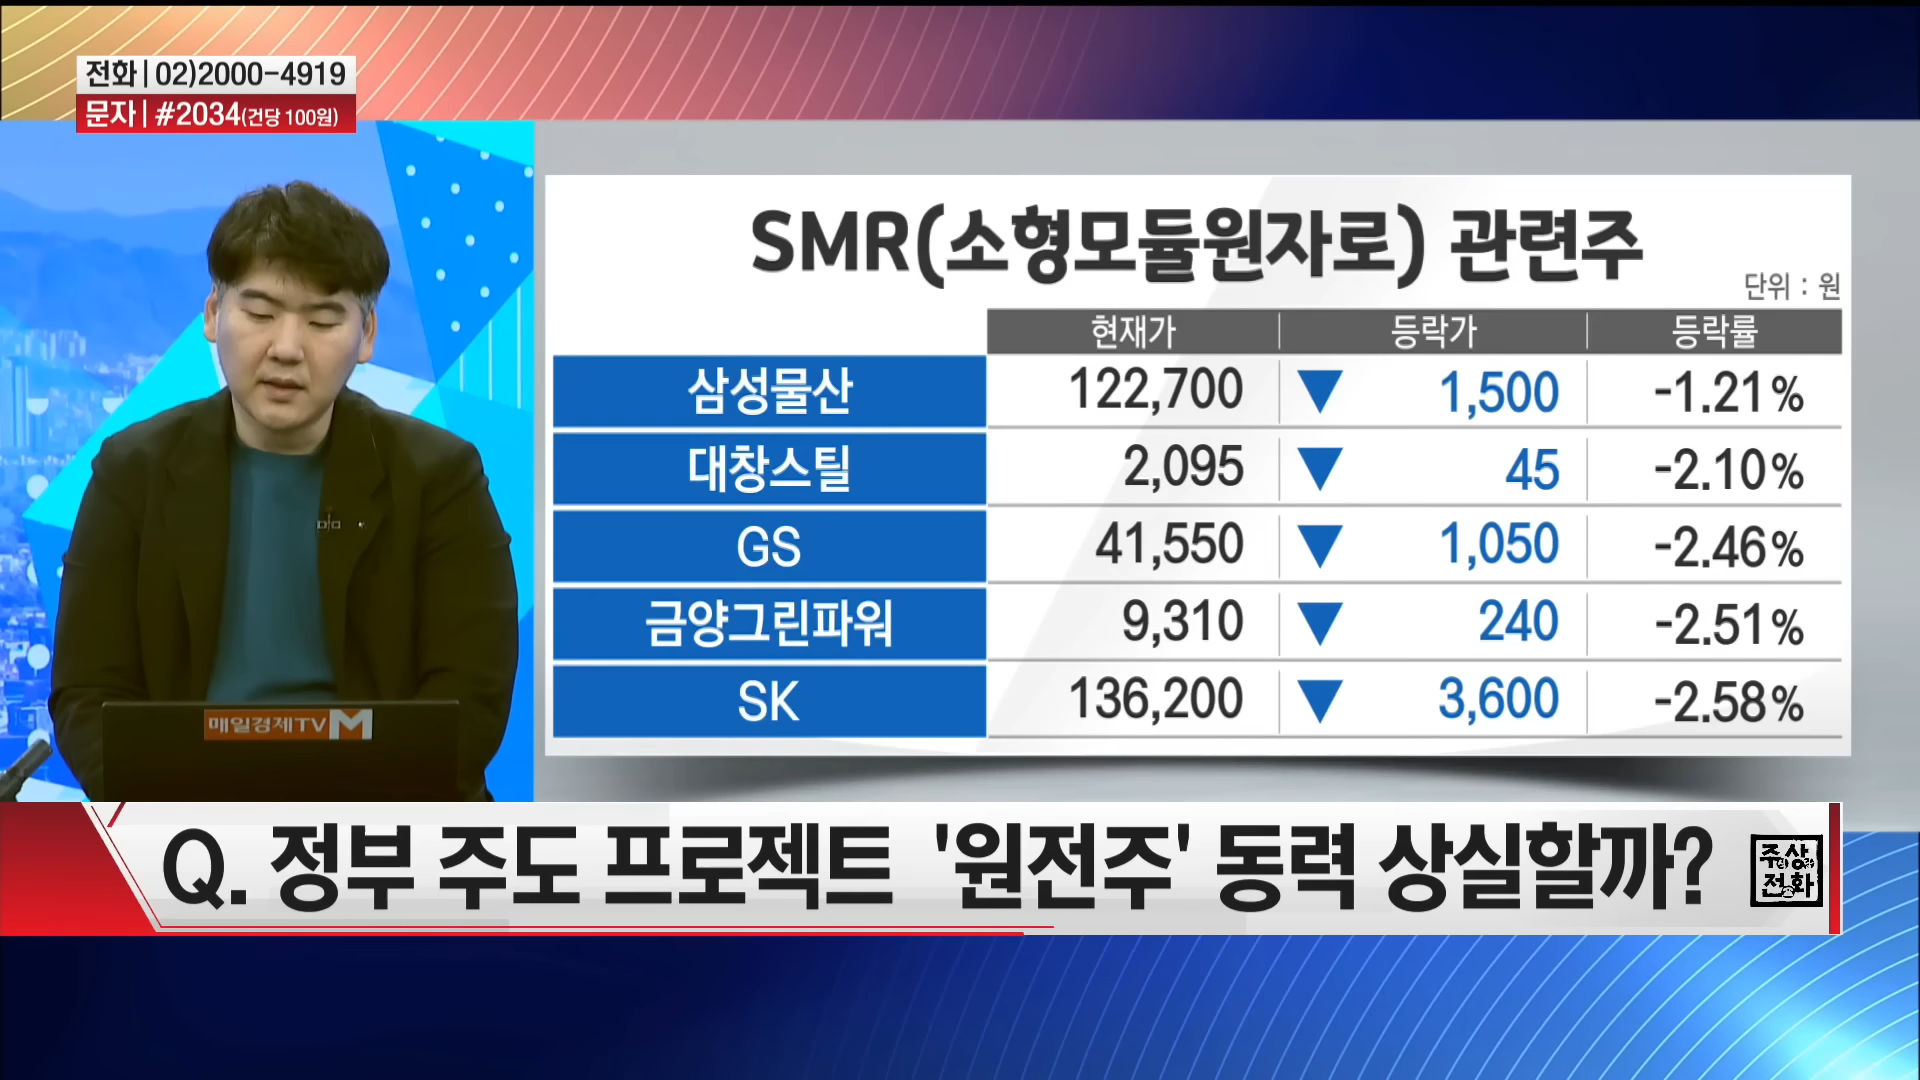 전화 | 02)2000-4919
문자 | #2034(건당 100원)
SMR(소형모듈원자로) 관련주
단위 : 원
현재가 등락가 등락률
삼성물산 122,700 ▼ 1,500 -1.21%
대창스틸 2,095 ▼ 45 -2.10%
GS 41,550 ▼ 1,050 -2.46%
금양그린파워 9,310 ▼ 240 -2.51%
SK 136,200 ▼ 3,600 -2.58%
매일경제TV M
Q. 정부 주도 프로젝트 '원전주' 동력 상실할까?
주상
전화